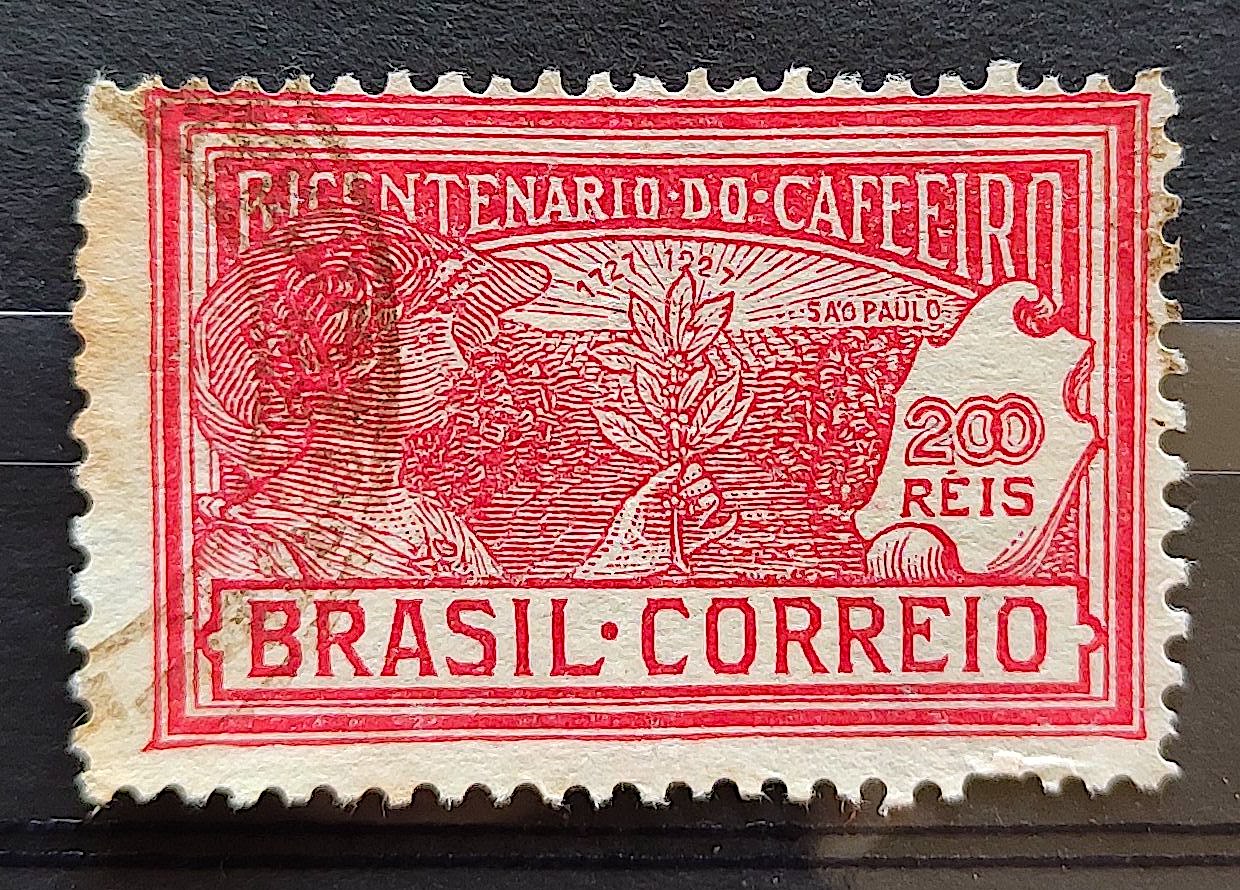 BICENTENARIO·DO·CAFEEIRO
1727 1927
SÃO PAULO
200
RÉIS
BRASIL·CORREIO